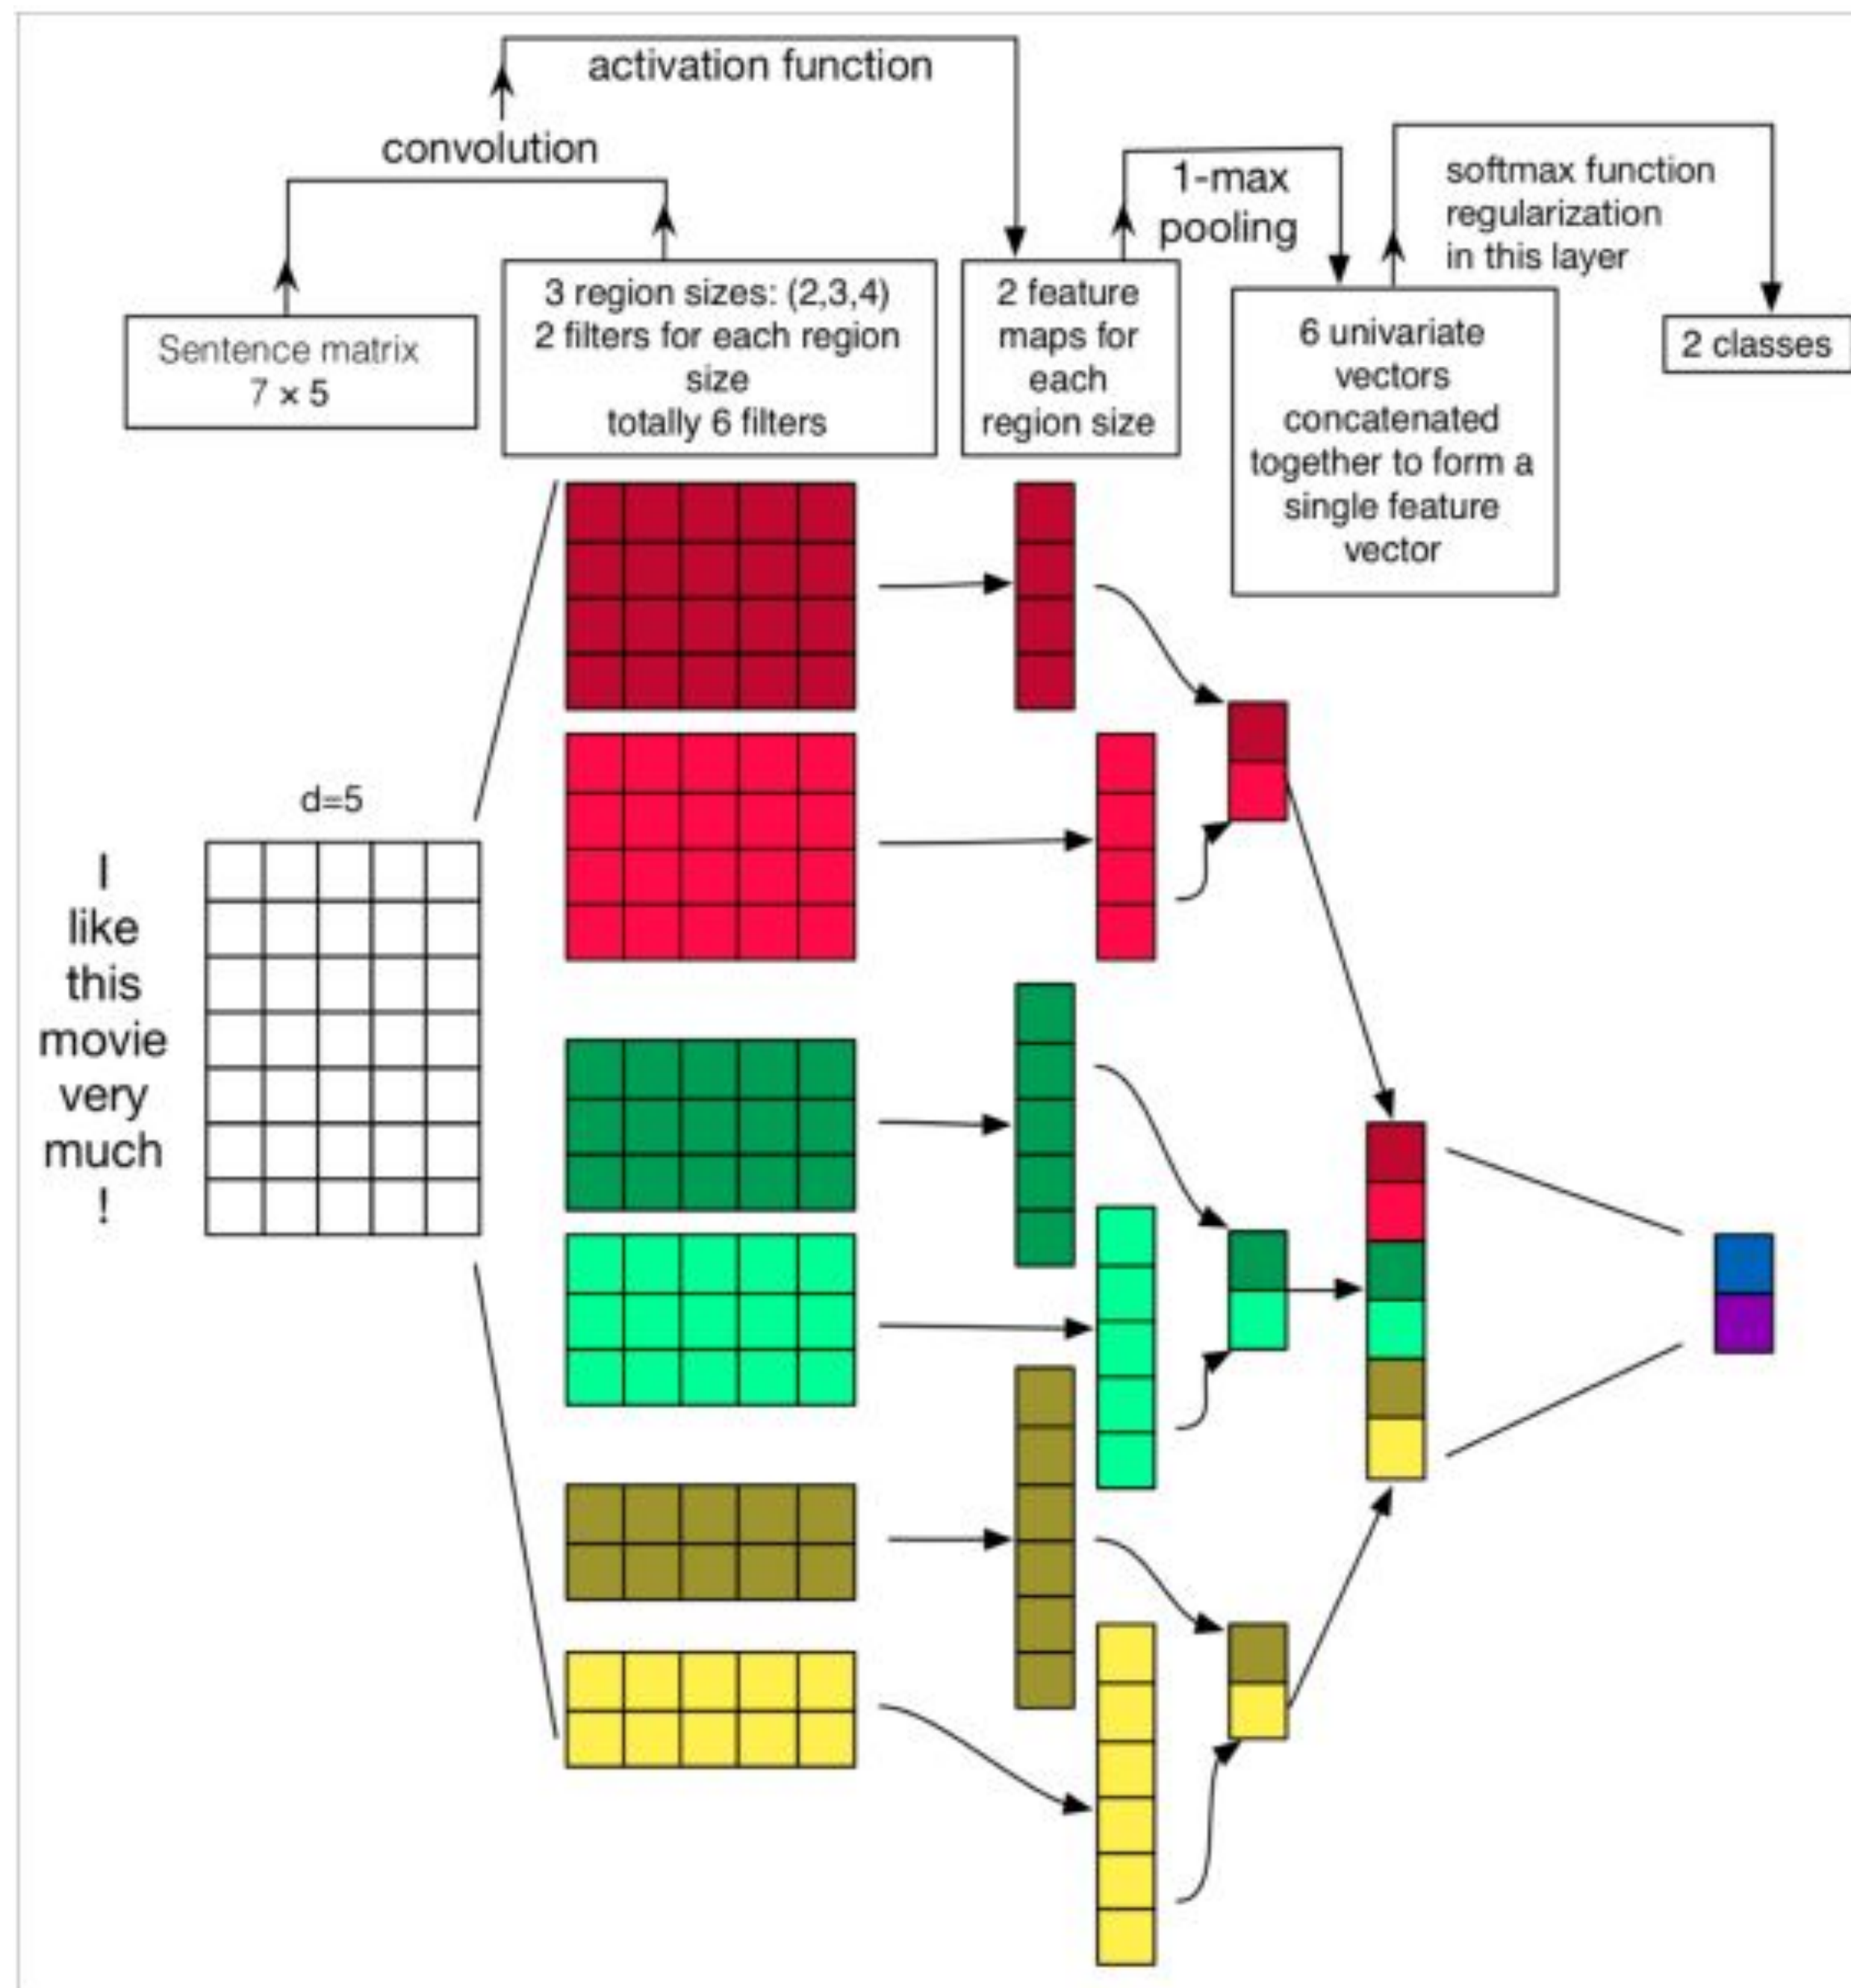 activation function
convolution
1-max
pooling
softmax function
regularization
in this layer
Sentence matrix
7 × 5
3 region sizes: (2,3,4)
2 filters for each region
size
totally 6 filters
2 feature
maps for
each
region size
6 univariate
vectors
concatenated
together to form a
single feature
vector
2 classes
d=5
I
like
this
movie
very
much
!